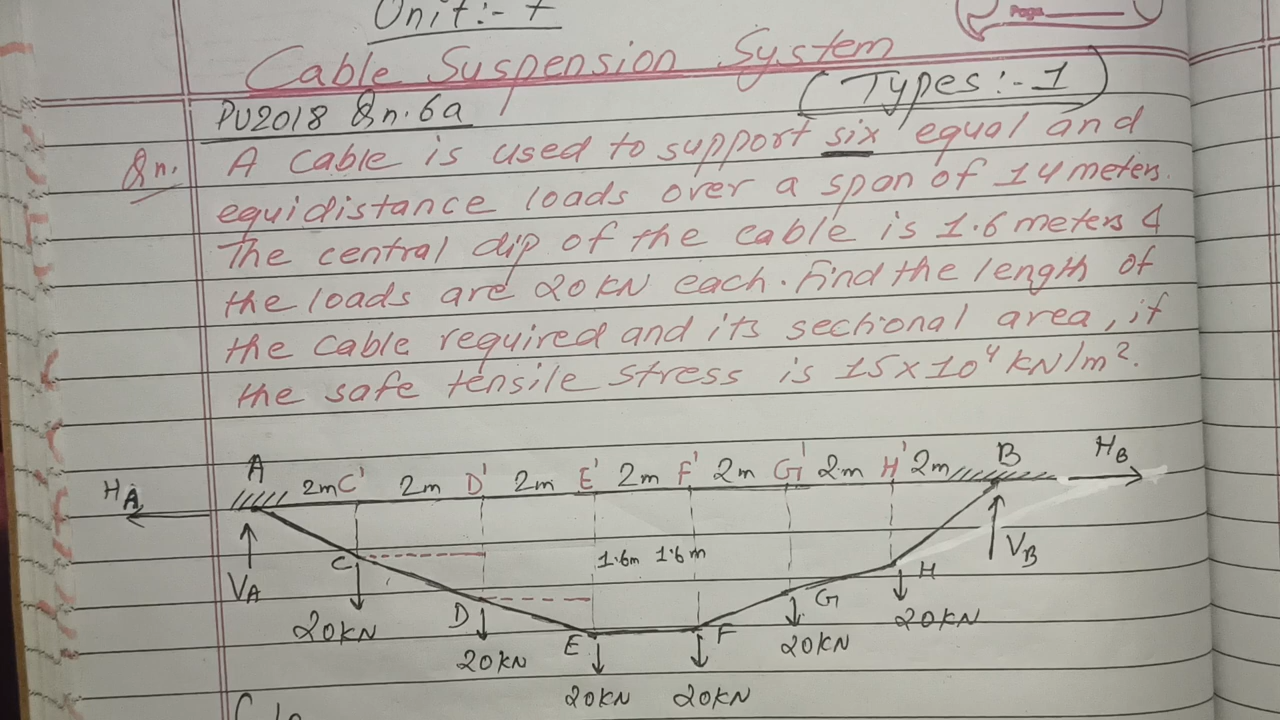 Unit:- 7
Page
Cable Suspension System
(Types:-1)
PU2018 Qn.6a
Qn. A cable is used to support six equal and
equidistance loads over a span of 14 meters.
The central dip of the cable is 1.6 meters &
the loads are 20KN each. Find the length of
the cable required and its sectional area, if
the safe tensile stress is 15x10⁴ KN/m².
HA A 2m C' 2m D' 2m E' 2m F' 2m G' 2m H' 2m B HB
VA C 1.6m 1.6m H VB
20KN D G 20KN
20KN E F 20KN
20KN 20KN